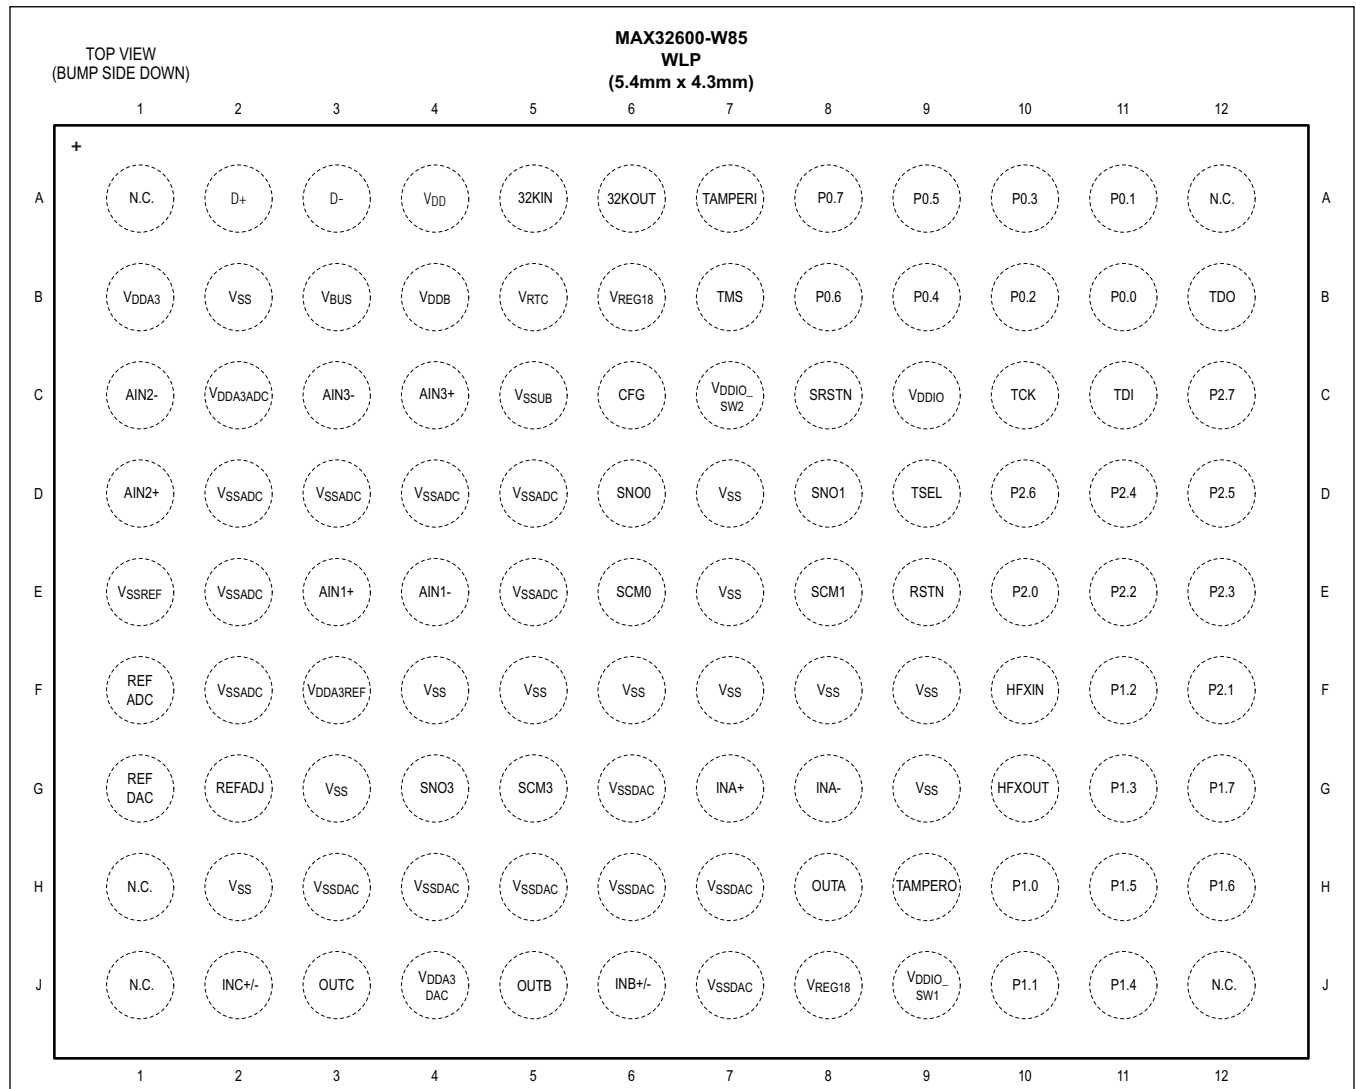 MAX32600-W85
WLP
(5.4mm x 4.3mm)
TOP VIEW
(BUMP SIDE DOWN)
1 2 3 4 5 6 7 8 9 10 11 12
+
A N.C. D+ D- VDD 32KIN 32KOUT TAMPERI P0.7 P0.5 P0.3 P0.1 N.C. A
B VDDA3 VSS VBUS VDDB VRTC VREG18 TMS P0.6 P0.4 P0.2 P0.0 TDO B
C AIN2- VDDA3ADC AIN3- AIN3+ VSSUB CFG VDDIO_ SRSTN VDDIO TCK TDI P2.7 C
SW2
D AIN2+ VSSADC VSSADC VSSADC VSSADC SNO0 VSS SNO1 TSEL P2.6 P2.4 P2.5 D
E VSSREF VSSADC AIN1+ AIN1- VSSADC SCM0 VSS SCM1 RSTN P2.0 P2.2 P2.3 E
F REF VSSADC VDDA3REF VSS VSS VSS VSS VSS VSS HFXIN P1.2 P2.1 F
ADC
G REF REFADJ VSS SNO3 SCM3 VSSDAC INA+ INA- VSS HFXOUT P1.3 P1.7 G
DAC
H N.C. VSS VSSDAC VSSDAC VSSDAC VSSDAC VSSDAC OUTA TAMPERO P1.0 P1.5 P1.6 H
J N.C. INC+/- OUTC VDDA3 OUTB INB+/- VSSDAC VREG18 VDDIO_ P1.1 P1.4 N.C. J
DAC SW1
1 2 3 4 5 6 7 8 9 10 11 12